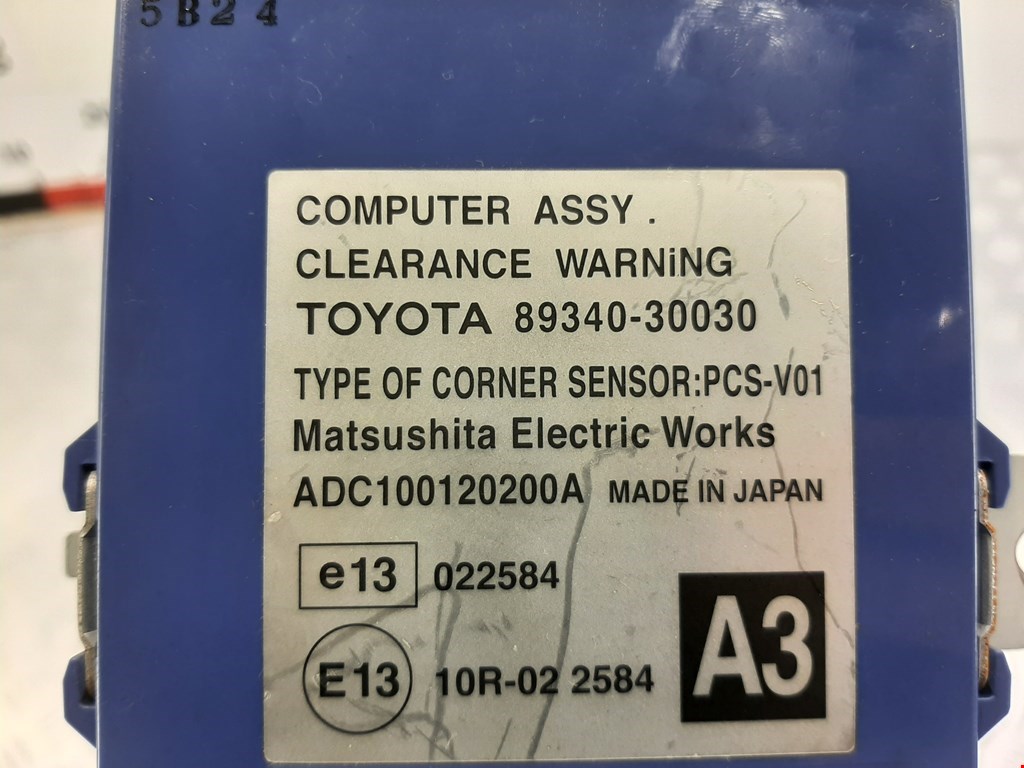 5B24
COMPUTER ASSY.
CLEARANCE WARNiNG
TOYOTA 89340-30030
TYPE OF CORNER SENSOR:PCS-V01
Matsushita Electric Works
ADC100120200A MADE IN JAPAN
e13 022584
E13 10R-02 2584
A3